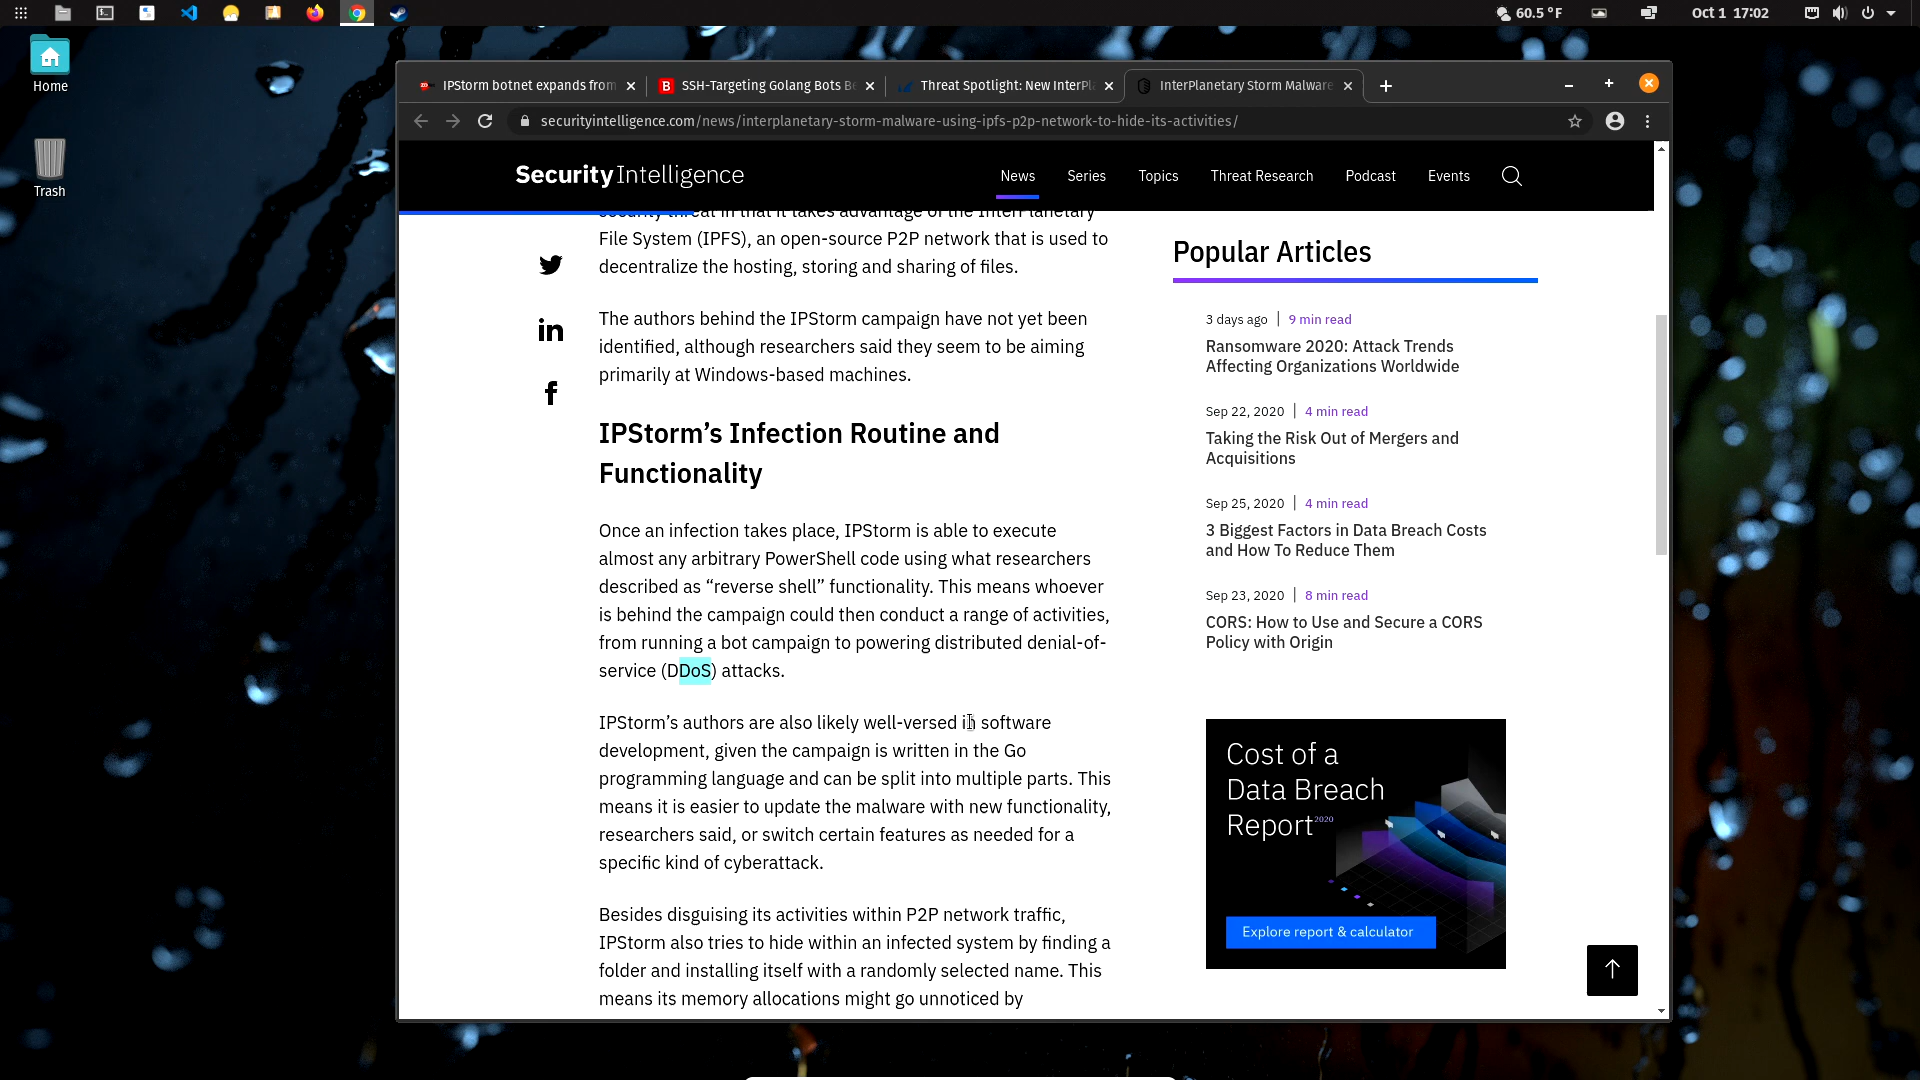 60.5 °F
Oct 1 17:02
Home
Trash
IPStorm botnet expands from
SSH-Targeting Golang Bots Be
Threat Spotlight: New InterPla
InterPlanetary Storm Malware
securityintelligence.com/news/interplanetary-storm-malware-using-ipfs-p2p-network-to-hide-its-activities/
SecurityIntelligence
News
Series
Topics
Threat Research
Podcast
Events
security threat in that it takes advantage of the InterPlanetary
File System (IPFS), an open-source P2P network that is used to
decentralize the hosting, storing and sharing of files.
The authors behind the IPStorm campaign have not yet been
identified, although researchers said they seem to be aiming
primarily at Windows-based machines.
IPStorm’s Infection Routine and
Functionality
Once an infection takes place, IPStorm is able to execute
almost any arbitrary PowerShell code using what researchers
described as “reverse shell” functionality. This means whoever
is behind the campaign could then conduct a range of activities,
from running a bot campaign to powering distributed denial-of-
service (DDoS) attacks.
IPStorm’s authors are also likely well-versed in software
development, given the campaign is written in the Go
programming language and can be split into multiple parts. This
means it is easier to update the malware with new functionality,
researchers said, or switch certain features as needed for a
specific kind of cyberattack.
Besides disguising its activities within P2P network traffic,
IPStorm also tries to hide within an infected system by finding a
folder and installing itself with a randomly selected name. This
means its memory allocations might go unnoticed by
Popular Articles
3 days ago | 9 min read
Ransomware 2020: Attack Trends
Affecting Organizations Worldwide
Sep 22, 2020 | 4 min read
Taking the Risk Out of Mergers and
Acquisitions
Sep 25, 2020 | 4 min read
3 Biggest Factors in Data Breach Costs
and How To Reduce Them
Sep 23, 2020 | 8 min read
CORS: How to Use and Secure a CORS
Policy with Origin
Cost of a
Data Breach
Report 2020
Explore report & calculator